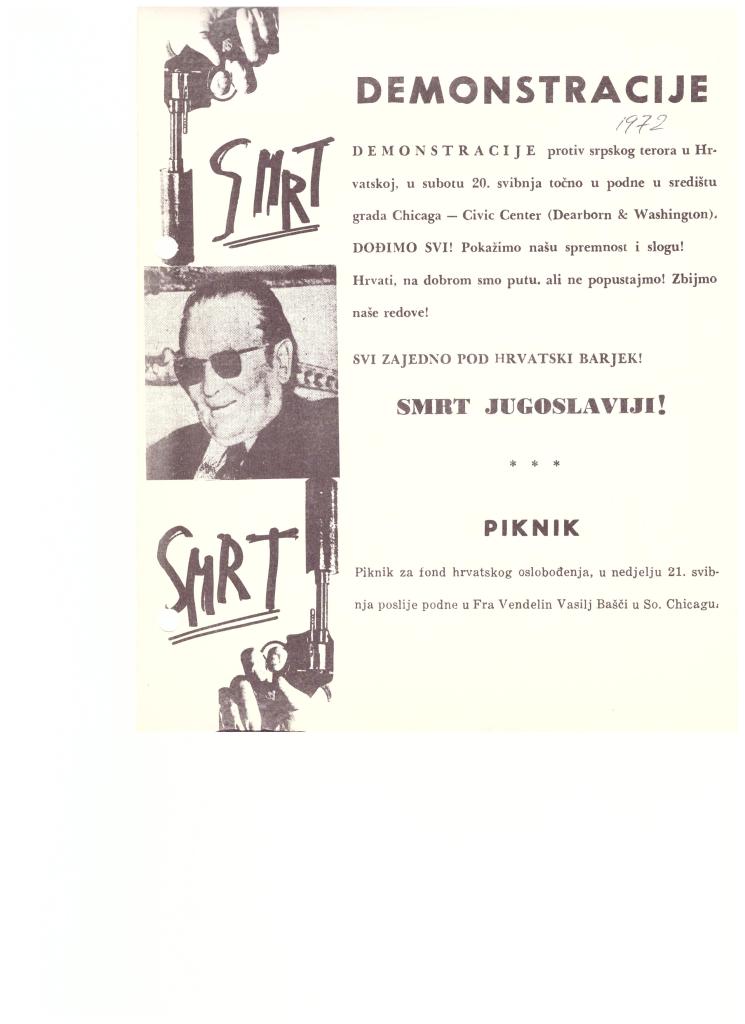 DEMONSTRACIJE
1972
DEMONSTRACIJE protiv srpskog terora u Hr-
vatskoj, u subotu 20. svibnja točno u podne u središtu
grada Chicaga — Civic Center (Dearborn & Washington).
DOĐIMO SVI! Pokažimo našu spremnost i slogu!
Hrvati, na dobrom smo putu, ali ne popustajmo! Zbijmo
naše redove!
SVI ZAJEDNO POD HRVATSKI BARJEK!
SMRT JUGOSLAVIJI!
* * *
PIKNIK
Piknik za fond hrvatskog oslobođenja, u nedjelju 21. svib-
nja poslije podne u Fra Vendelin Vasilj Bašči u So. Chicagu.
SMRT
SMRT